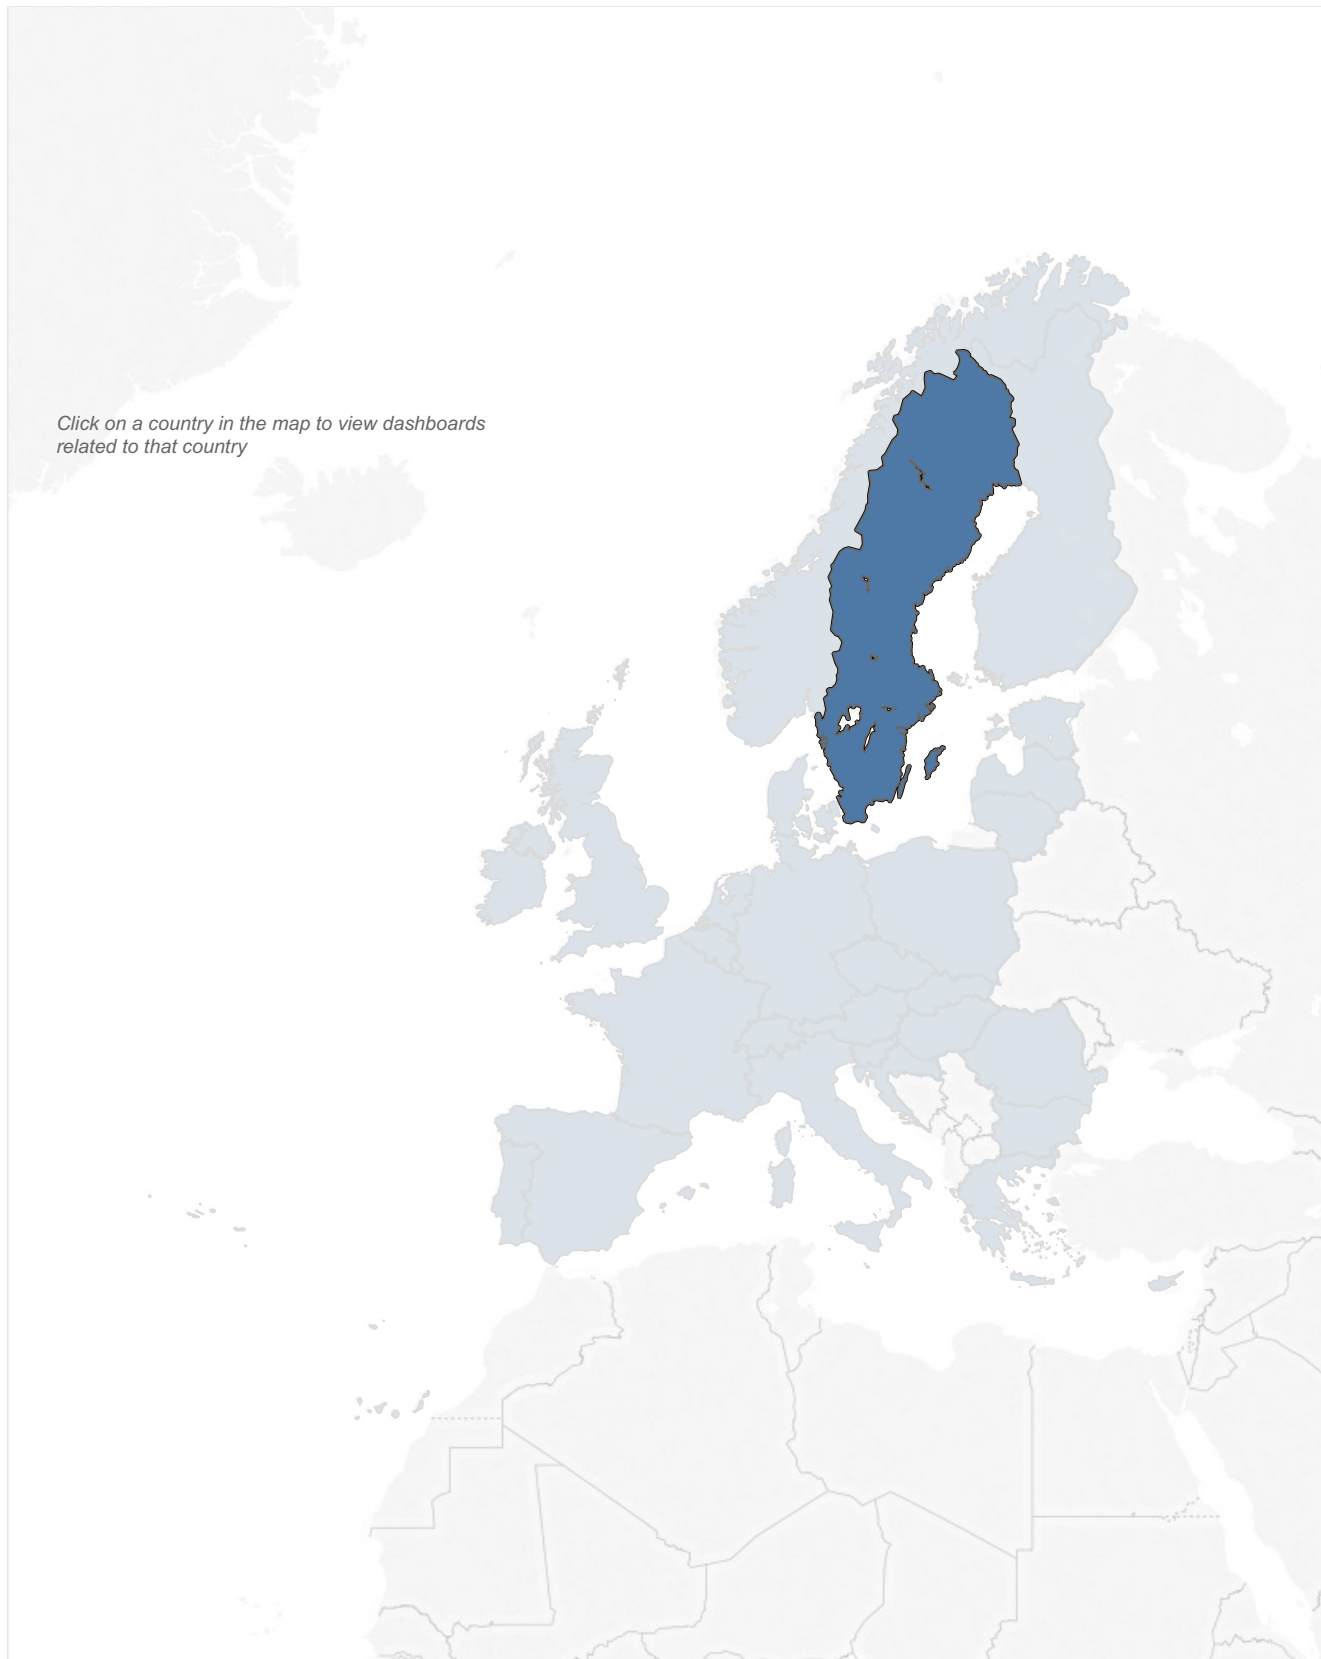 Click on a country in the map to view dashboards
related to that country